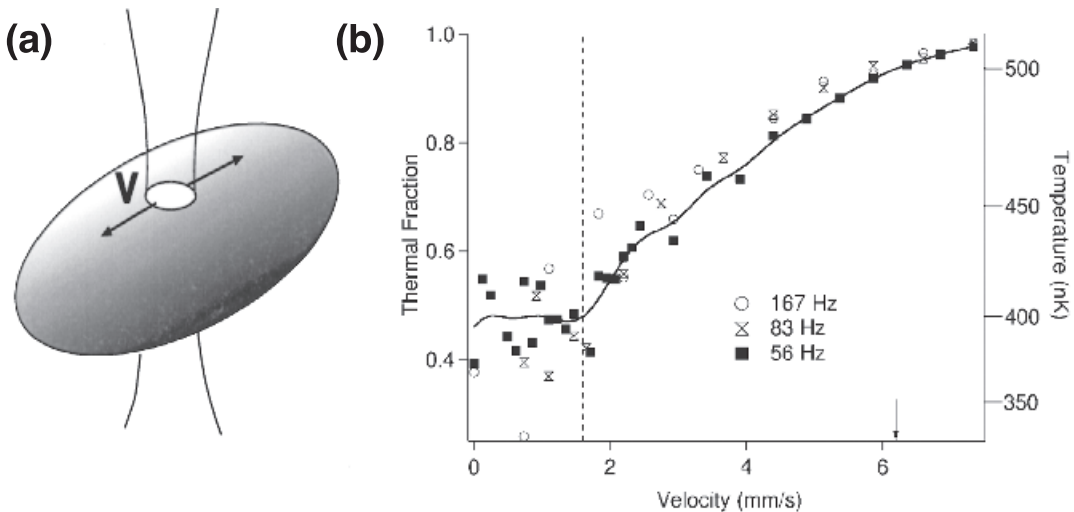 (a)
V
(b)
1.0
0.8
0.6
0.4
Thermal Fraction
500
450
400
350
Temperature (nK)
167 Hz
83 Hz
56 Hz
0 2 4 6
Velocity (mm/s)